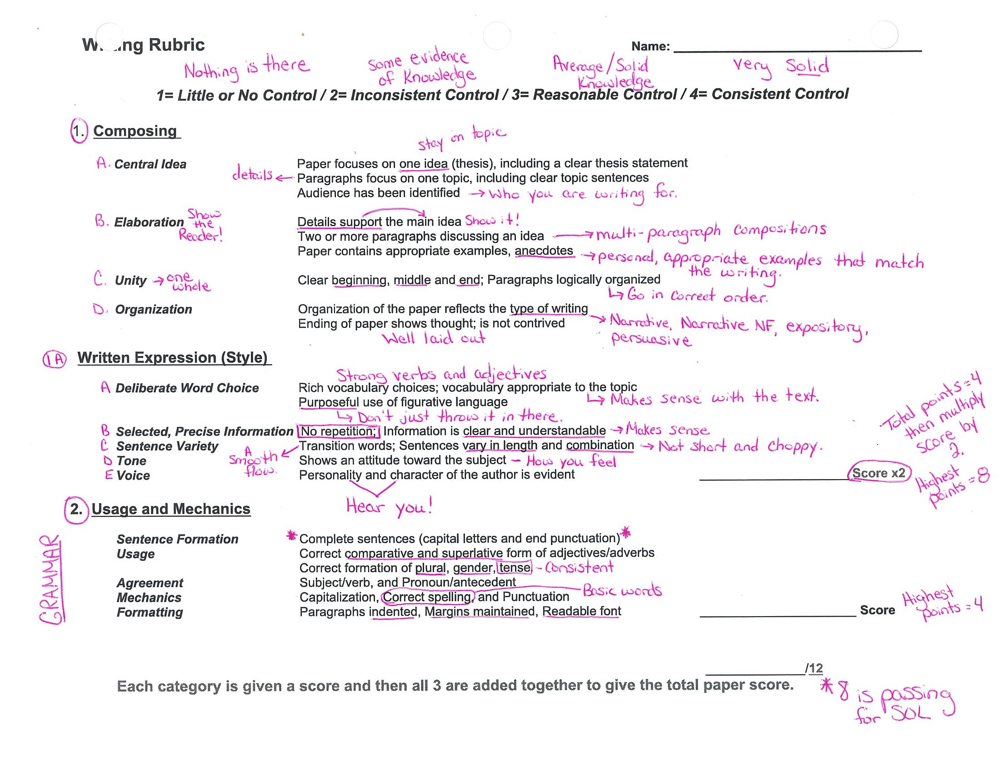 W ng Rubric
Name:
Nothing is there
some evidence of Knowledge
Average/Solid Knowledge
very Solid
1= Little or No Control / 2= Inconsistent Control / 3= Reasonable Control / 4= Consistent Control
1. Composing
stay on topic
A. Central Idea
Paper focuses on one idea (thesis), including a clear thesis statement
details ← Paragraphs focus on one topic, including clear topic sentences
Audience has been identified → Who you are writing for.
B. Elaboration Show the Reader!
Details support the main idea Show it!
Two or more paragraphs discussing an idea → multi-paragraph compositions
Paper contains appropriate examples, anecdotes → personal, appropriate examples that match
the writing.
C. Unity → one whole
Clear beginning, middle and end; Paragraphs logically organized
↳ Go in correct order.
D. Organization
Organization of the paper reflects the type of writing
→ Narrative, Narrative NF, expository,
persuasive
Ending of paper shows thought; is not contrived
Well laid out
1A Written Expression (Style)
Strong verbs and adjectives
A Deliberate Word Choice
Rich vocabulary choices; vocabulary appropriate to the topic
↳ Makes sense with the text.
Purposeful use of figurative language
↳ Don't just throw it in there.
B Selected, Precise Information No repetition; Information is clear and understandable → Makes sense
C Sentence Variety
Transition words; Sentences vary in length and combination → Not short and choppy.
A Smooth flow.
D Tone
Shows an attitude toward the subject – How you feel
E Voice
Personality and character of the author is evident
Hear you!
Score x2
Total points = 4
then multiply
score by
2.
Highest
points = 8
2. Usage and Mechanics
GRAMMAR
Sentence Formation
* Complete sentences (capital letters and end punctuation) *
Usage
Correct comparative and superlative form of adjectives/adverbs
Correct formation of plural, gender, tense - Consistent
Agreement
Subject/verb, and Pronoun/antecedent
Mechanics
Capitalization, Correct spelling, and Punctuation
Basic words
Formatting
Paragraphs indented, Margins maintained, Readable font
Score
Highest
points = 4
/12
Each category is given a score and then all 3 are added together to give the total paper score.
* 8 is passing
for SOL